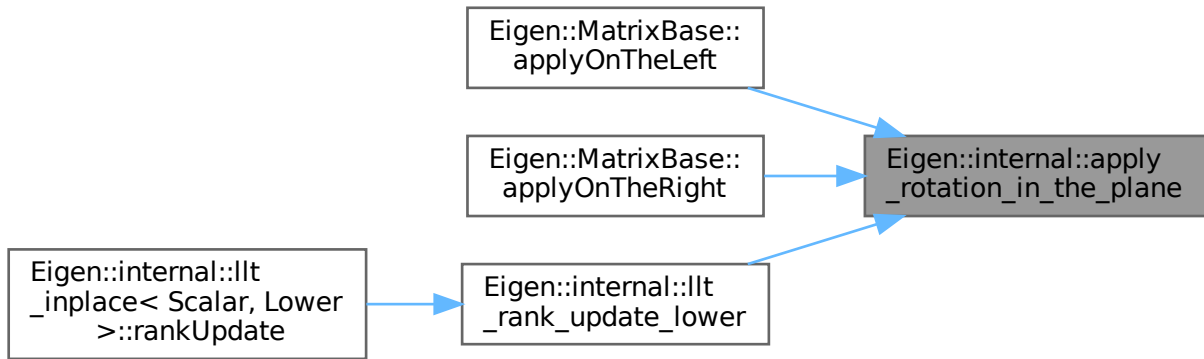 Eigen::MatrixBase::
applyOnTheLeft
Eigen::MatrixBase::
applyOnTheRight
Eigen::internal::apply
_rotation_in_the_plane
Eigen::internal::llt
_inplace< Scalar, Lower
>::rankUpdate
Eigen::internal::llt
_rank_update_lower